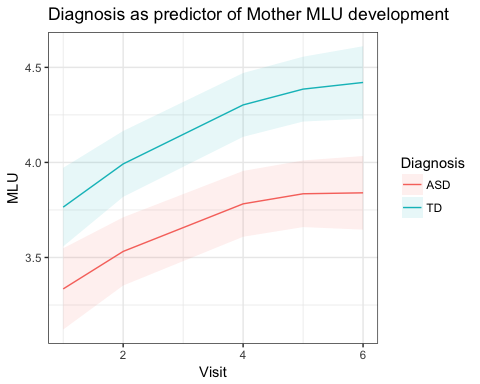 Diagnosis as predictor of Mother MLU development
4.5
4.0
3.5
MLU
2
4
6
Visit
Diagnosis
ASD
TD